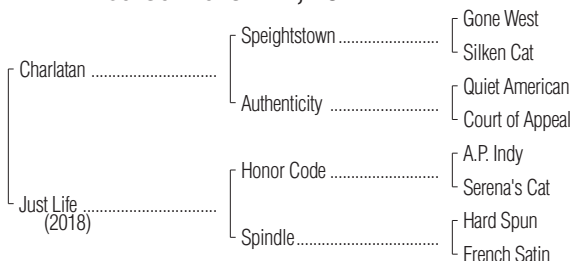 Gone West
Speightstown ....................
Silken Cat
Charlatan .........................
Quiet American
Authenticity .....................
Court of Appeal
A.P. Indy
Honor Code .....................
Serena's Cat
Just Life ...........................
(2018)
Hard Spun
Spindle............................
French Satin